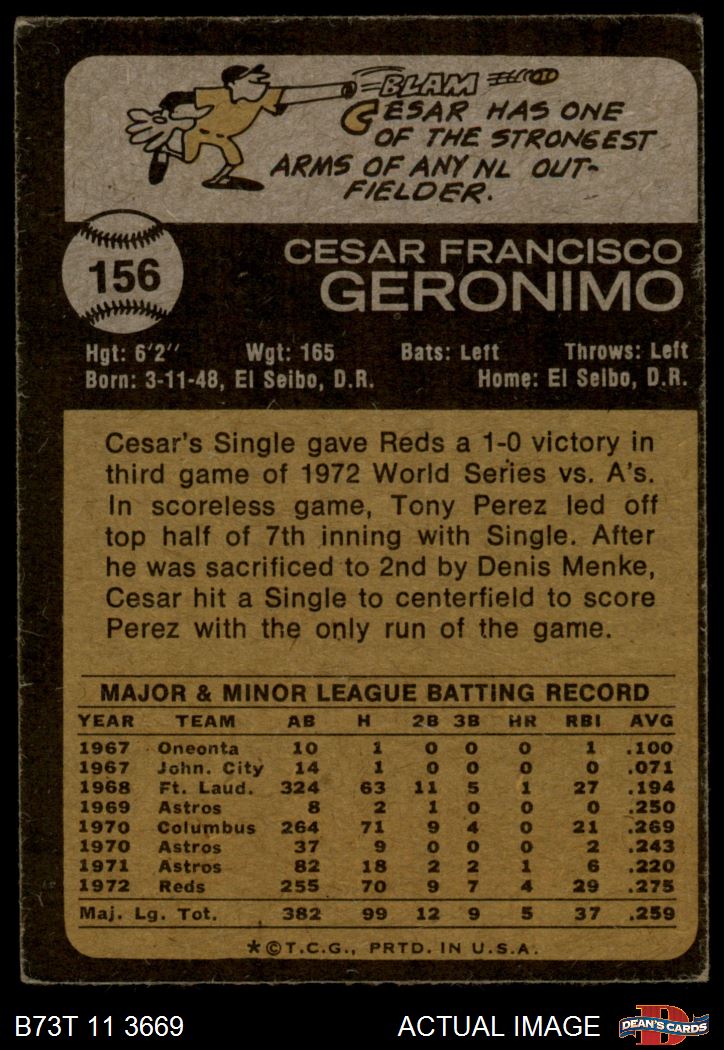 BLAM
CESAR HAS ONE
OF THE STRONGEST
ARMS OF ANY NL OUT-
FIELDER.
156
CESAR FRANCISCO
GERONIMO
Hgt: 6'2" Wgt: 165 Bats: Left Throws: Left
Born: 3-11-48, El Seibo, D.R. Home: El Seibo, D.R.
Cesar's Single gave Reds a 1-0 victory in
third game of 1972 World Series vs. A's.
In scoreless game, Tony Perez led off
top half of 7th inning with Single. After
he was sacrificed to 2nd by Denis Menke,
Cesar hit a Single to centerfield to score
Perez with the only run of the game.
MAJOR & MINOR LEAGUE BATTING RECORD
YEAR TEAM AB H 2B 3B HR RBI AVG
1967 Oneonta 10 1 0 0 0 1 .100
1967 John. City 14 1 0 0 0 0 .071
1968 Ft. Laud. 324 63 11 5 1 27 .194
1969 Astros 8 2 1 0 0 0 .250
1970 Columbus 264 71 9 4 0 21 .269
1970 Astros 37 9 0 0 0 2 .243
1971 Astros 82 18 2 2 1 6 .220
1972 Reds 255 70 9 7 4 29 .275
Maj. Lg. Tot. 382 99 12 9 5 37 .259
*©T.C.G., PRTD. IN U.S.A.
B73T 11 3669 ACTUAL IMAGE D DEAN'S CARDS